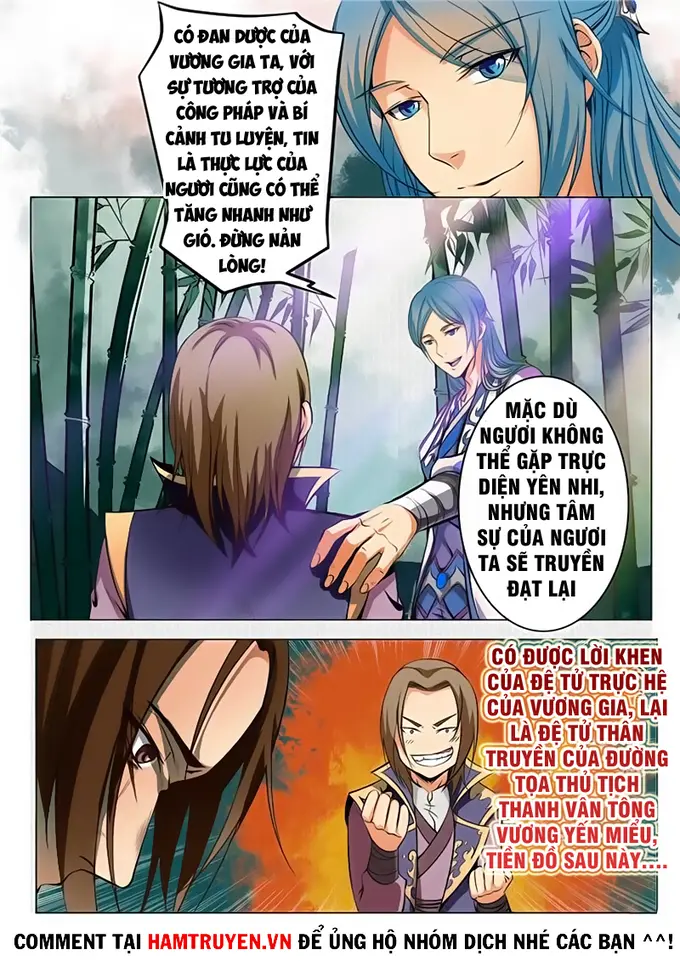 CÓ ĐAN DƯỢC CỦA
VƯƠNG GIA TA, VỚI
SỰ TƯƠNG TRỢ CỦA
CÔNG PHÁP VÀ BÍ
CẢNH TU LUYỆN, TIN
LÀ THỰC LỰC CỦA
NGƯƠI CŨNG CÓ THỂ
TĂNG NHANH NHƯ
GIÓ. ĐỪNG NẢN
LÒNG!
MẶC DÙ
NGƯƠI KHÔNG
THỂ GẶP TRỰC
DIỆN YÊN NHI,
NHƯNG TÂM
SỰ CỦA NGƯƠI
TA SẼ TRUYỀN
ĐẠT LẠI
CÓ ĐƯỢC LỜI KHEN
CỦA ĐỆ TỬ TRỰC HỆ
CỦA VƯƠNG GIA, LẠI
LÀ ĐỆ TỬ THÂN
TRUYỀN CỦA ĐƯỜNG
TỌA THỦ TỊCH
THANH VÂN TÔNG
VƯƠNG YÊN MIỂU,
TIỀN ĐỒ SAU NÀY....
COMMENT TẠI HAMTRUYEN.VN ĐỂ ỦNG HỘ NHÓM DỊCH NHÉ CÁC BẠN ^^!